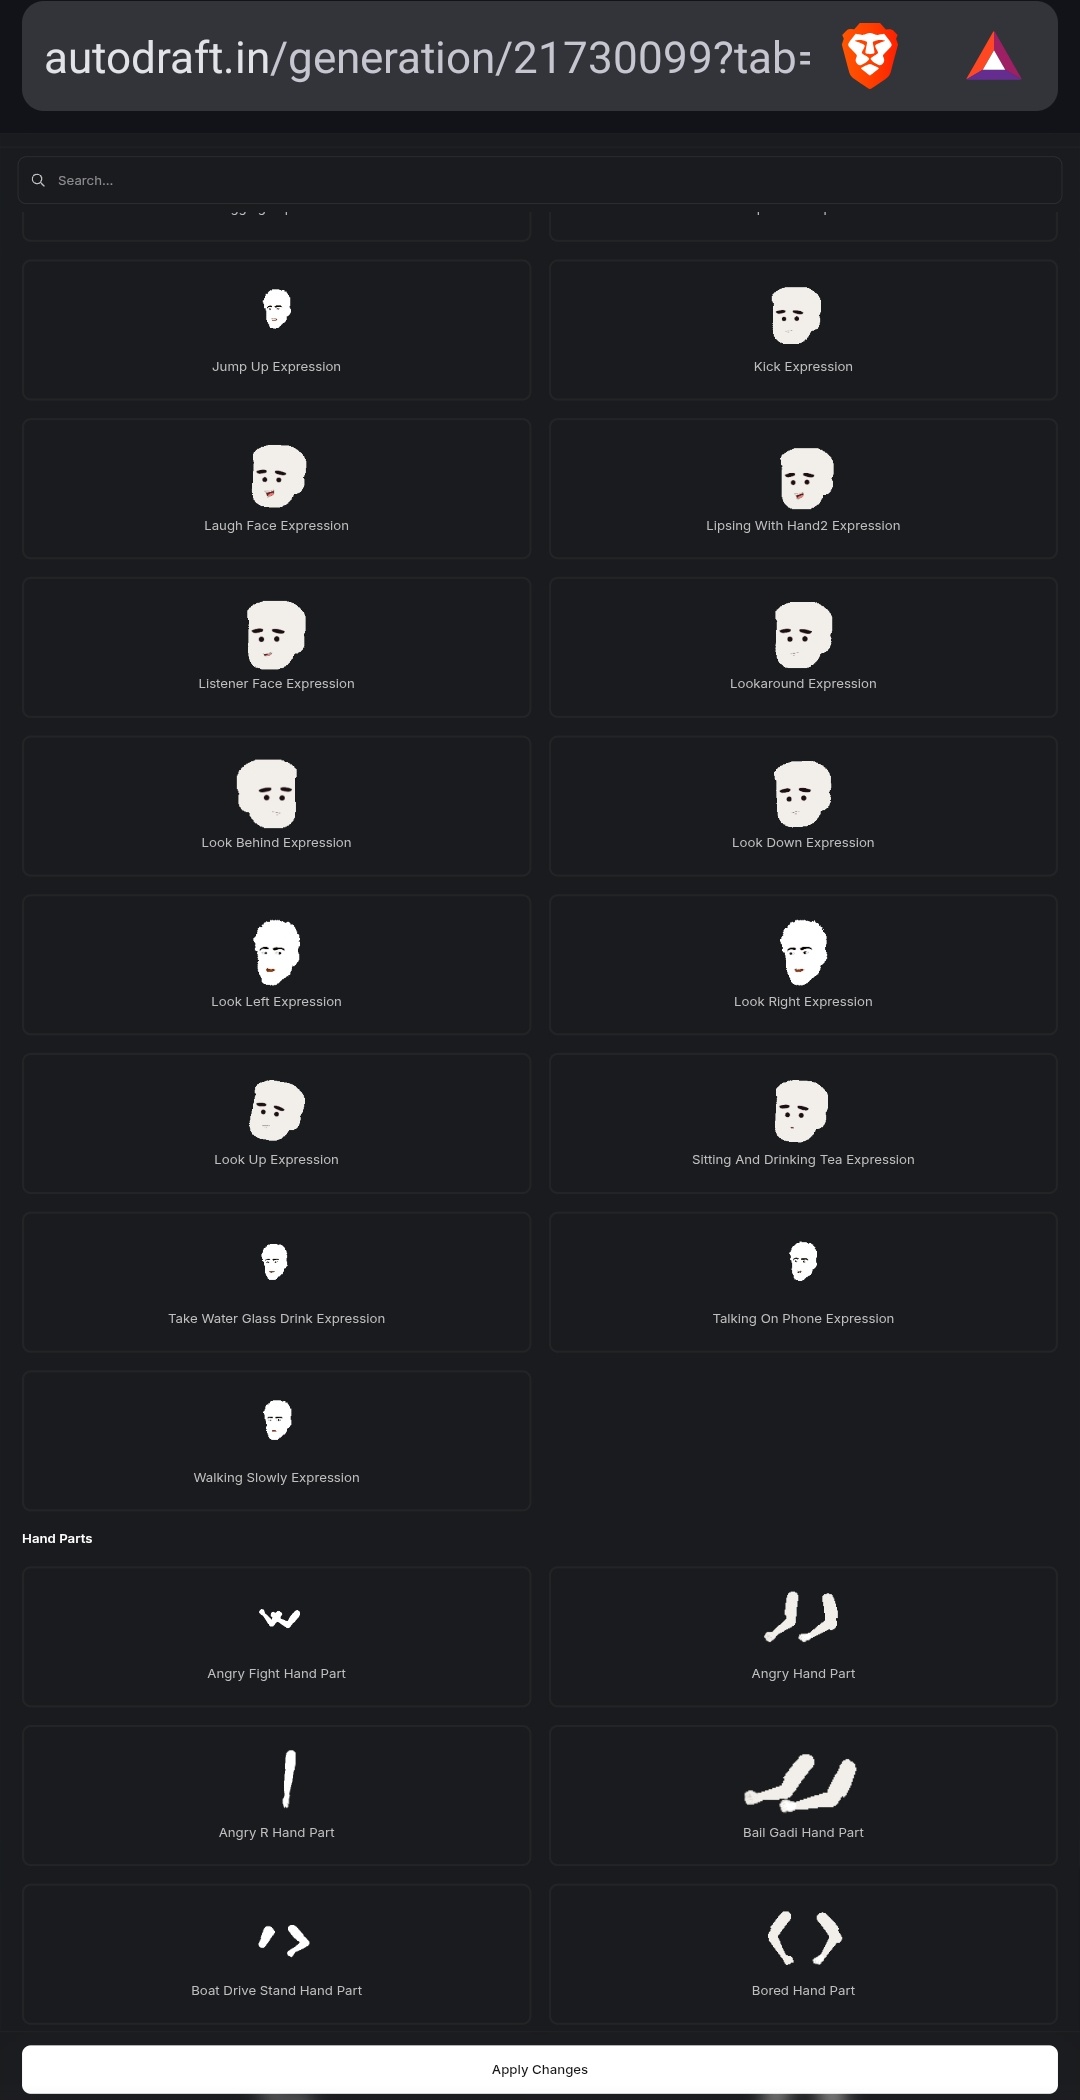 autodraft.in/generation/21730099?tab=
Search...
Jump Up Expression
Kick Expression
Laugh Face Expression
Lipsing With Hand2 Expression
Listener Face Expression
Lookaround Expression
Look Behind Expression
Look Down Expression
Look Left Expression
Look Right Expression
Look Up Expression
Sitting And Drinking Tea Expression
Take Water Glass Drink Expression
Talking On Phone Expression
Walking Slowly Expression
Hand Parts
Angry Fight Hand Part
Angry Hand Part
Angry R Hand Part
Bail Gadi Hand Part
Boat Drive Stand Hand Part
Bored Hand Part
Apply Changes